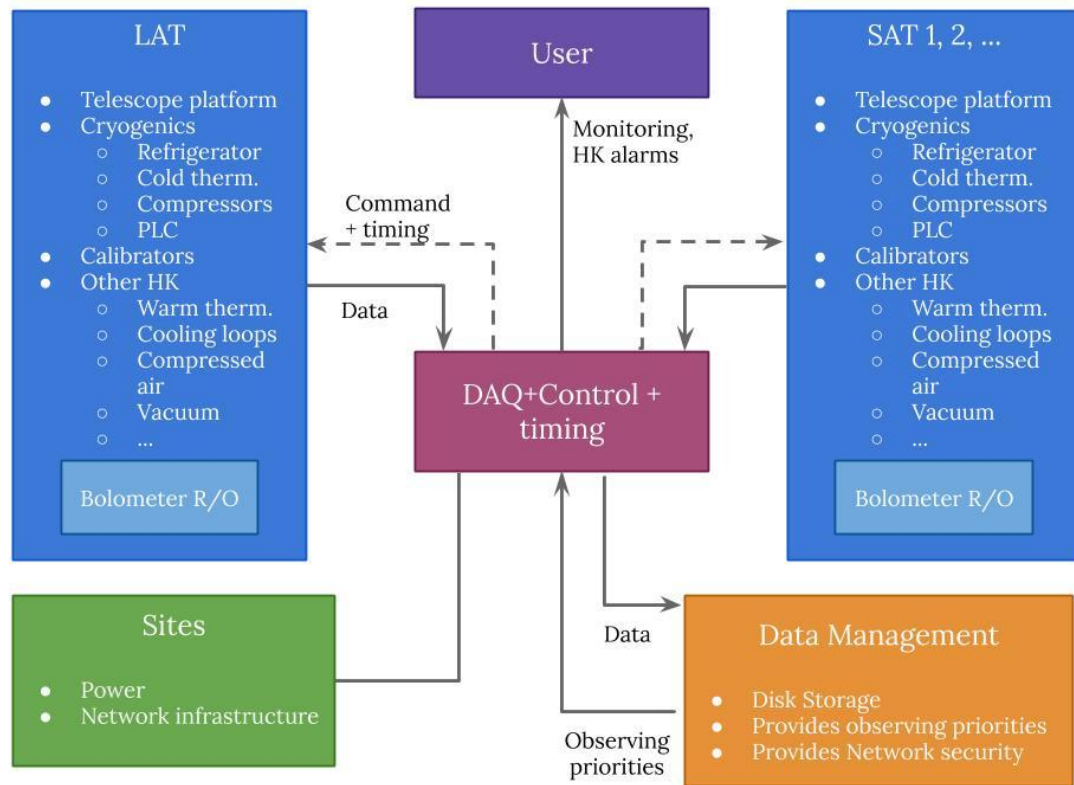 LAT
● Telescope platform
● Cryogenics
○ Refrigerator
○ Cold therm.
○ Compressors
○ PLC
● Calibrators
● Other HK
○ Warm therm.
○ Cooling loops
○ Compressed
air
○ Vacuum
○ ...
Bolometer R/O
User
Monitoring,
HK alarms
Command
+ timing
Data
DAQ+Control +
timing
SAT 1, 2, ...
● Telescope platform
● Cryogenics
○ Refrigerator
○ Cold therm.
○ Compressors
○ PLC
● Calibrators
● Other HK
○ Warm therm.
○ Cooling loops
○ Compressed
air
○ Vacuum
○ ...
Bolometer R/O
Sites
● Power
● Network infrastructure
Data
Observing
priorities
Data Management
● Disk Storage
● Provides observing priorities
● Provides Network security